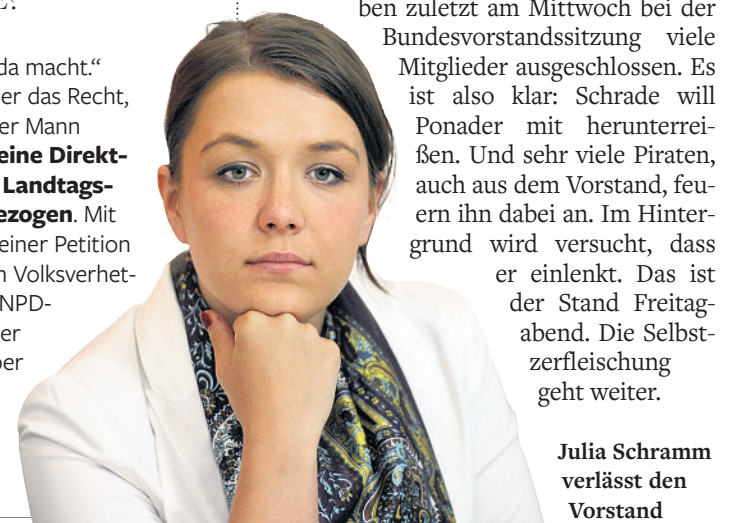 da macht.“
er das Recht,
er Mann
eine Direkt-
Landtags-
ezogen. Mit
einer Petition
Volksverhet-
NPD-
er
er
ben zuletzt am Mittwoch bei der
Bundesvorstandssitzung viele
Mitglieder ausgeschlossen. Es
ist also klar: Schrade will
Ponader mit herunterrei-
ßen. Und sehr viele Piraten,
auch aus dem Vorstand, feu-
ern ihn dabei an. Im Hinter-
grund wird versucht, dass
er einlenkt. Das ist
der Stand Freitag-
abend. Die Selbst-
zerfleischung
geht weiter.
Julia Schramm
verlässt den
Vorstand